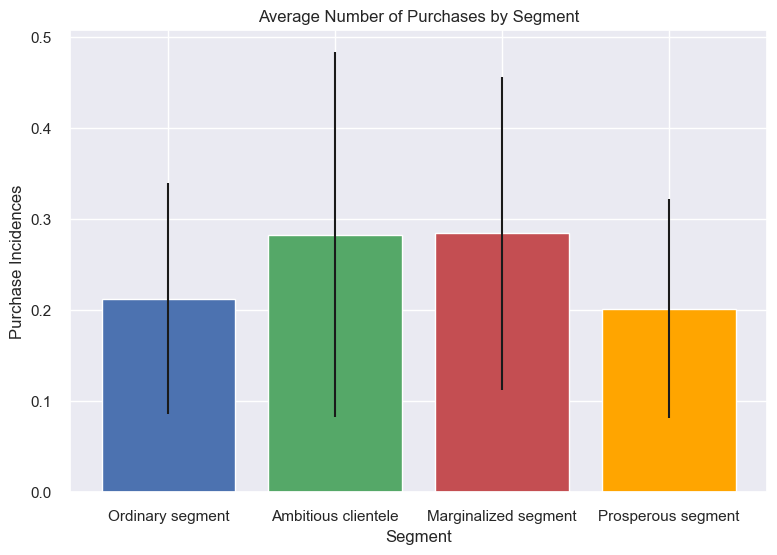 Average Number of Purchases by Segment
0.5
0.4
0.3
0.2
0.1
0.0
Purchase Incidences
Ordinary segment
Ambitious clientele
Marginalized segment
Prosperous segment
Segment